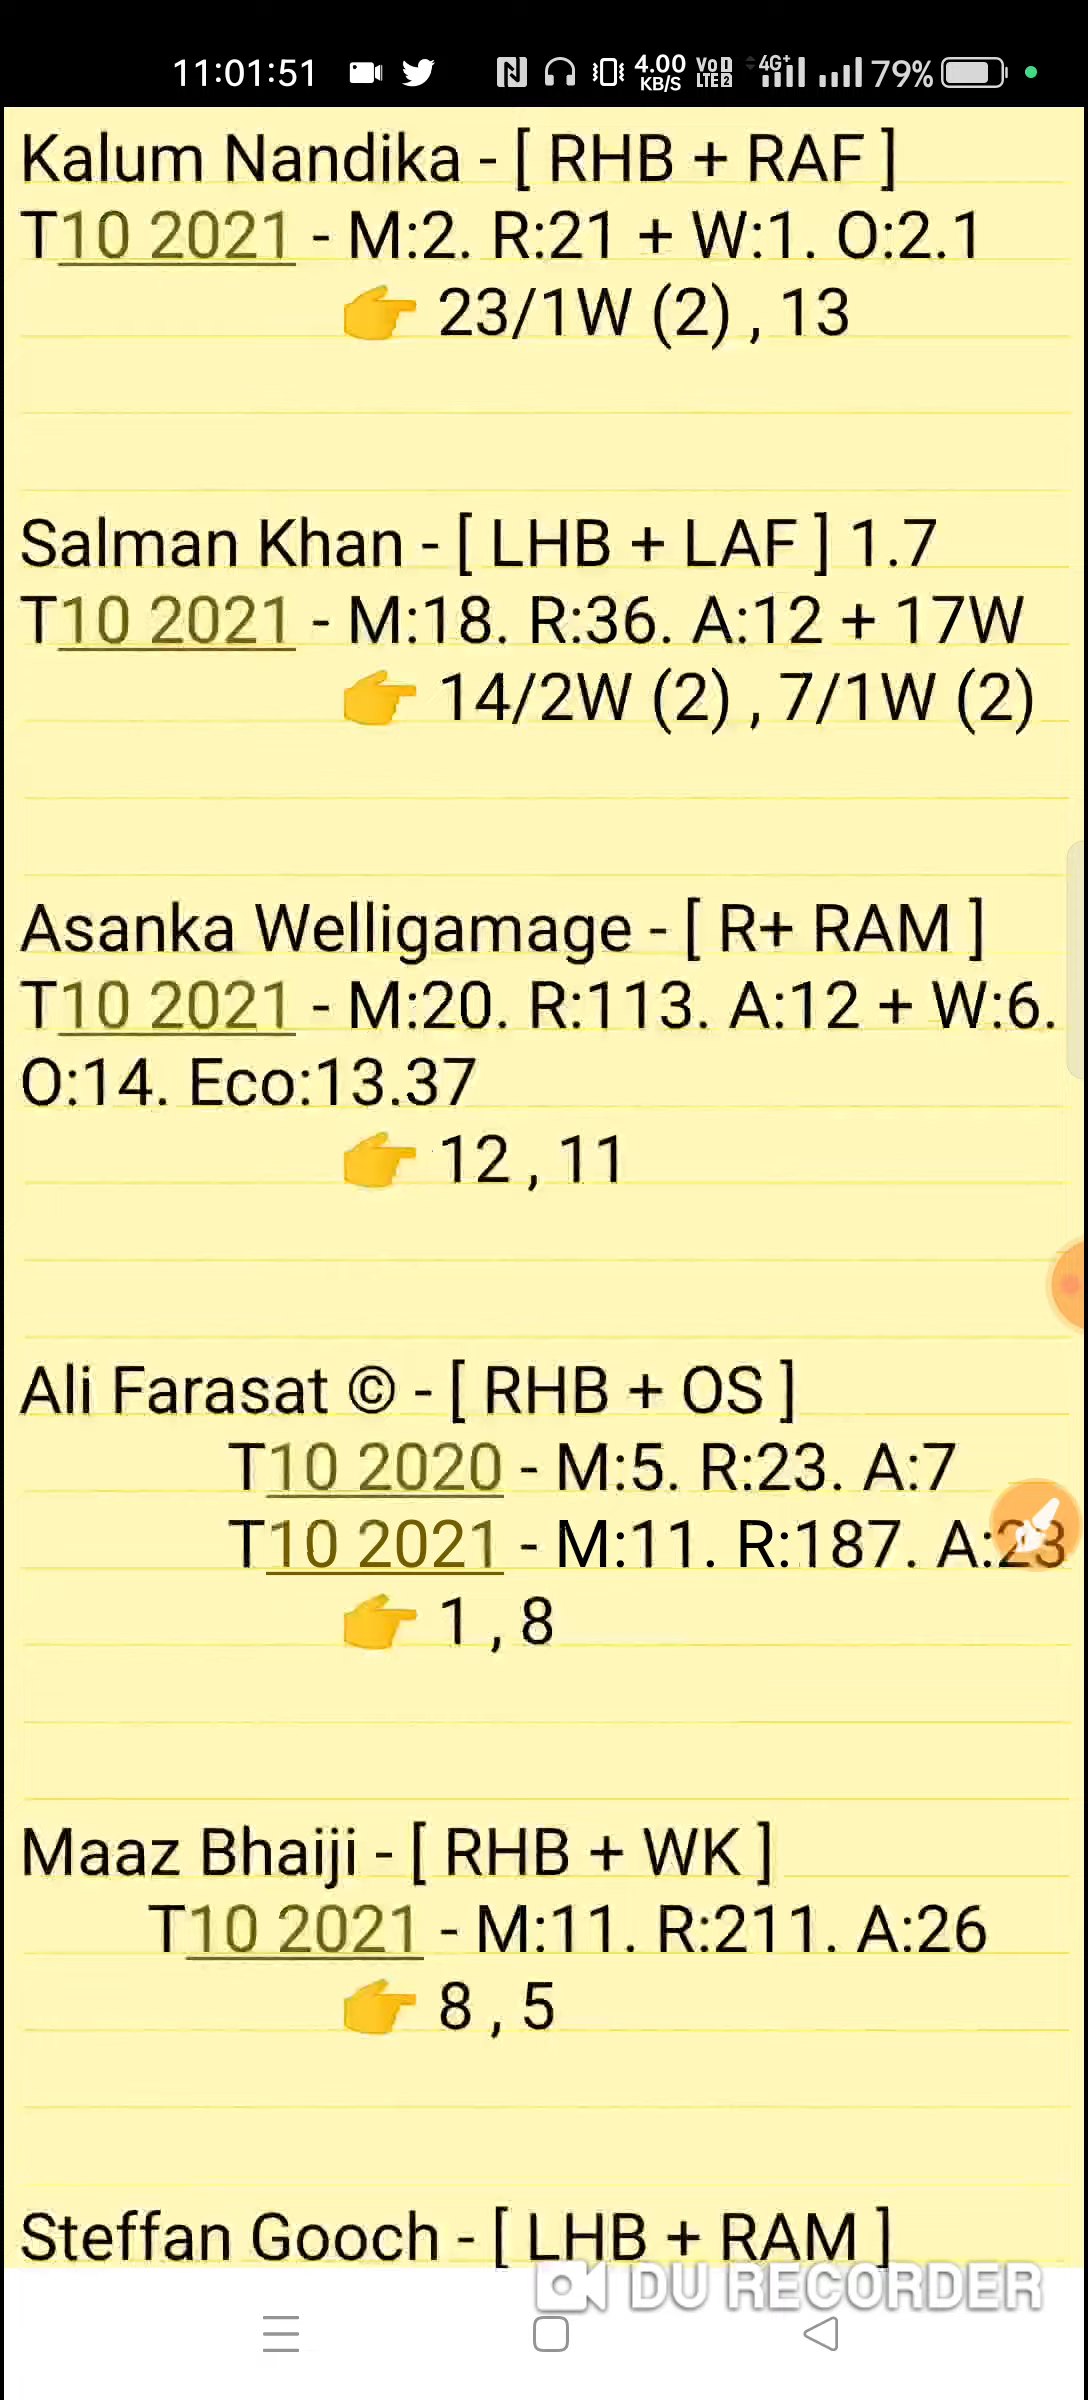 11:01:51 4.00 KB/S VoD LTE2 4G+ 79%
Kalum Nandika - [ RHB + RAF ]
T10 2021 - M:2. R:21 + W:1. O:2.1
👉 23/1W (2) , 13
Salman Khan - [ LHB + LAF ] 1.7
T10 2021 - M:18. R:36. A:12 + 17W
👉 14/2W (2) , 7/1W (2)
Asanka Welligamage - [ R+ RAM ]
T10 2021 - M:20. R:113. A:12 + W:6.
O:14. Eco:13.37
👉 12 , 11
Ali Farasat © - [ RHB + OS ]
T10 2020 - M:5. R:23. A:7
T10 2021 - M:11. R:187. A:23
👉 1 , 8
Maaz Bhaiji - [ RHB + WK ]
T10 2021 - M:11. R:211. A:26
👉 8 , 5
Steffan Gooch - [ LHB + RAM ]
DU RECORDER